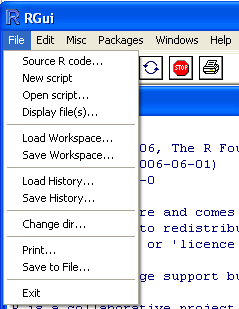 RGui
File Edit Misc Packages Windows Help
Source R code...
New script
Open script...
Display file(s)...
STOP
Load Workspace...
Save Workspace...
06, The R Fou
006-06-01)
Load History...
-0
Save History...
re and comes
Change dir...
to redistribu
or 'licence
Print...
Save to File...
ge support bu
Exit
R is a collaborative project